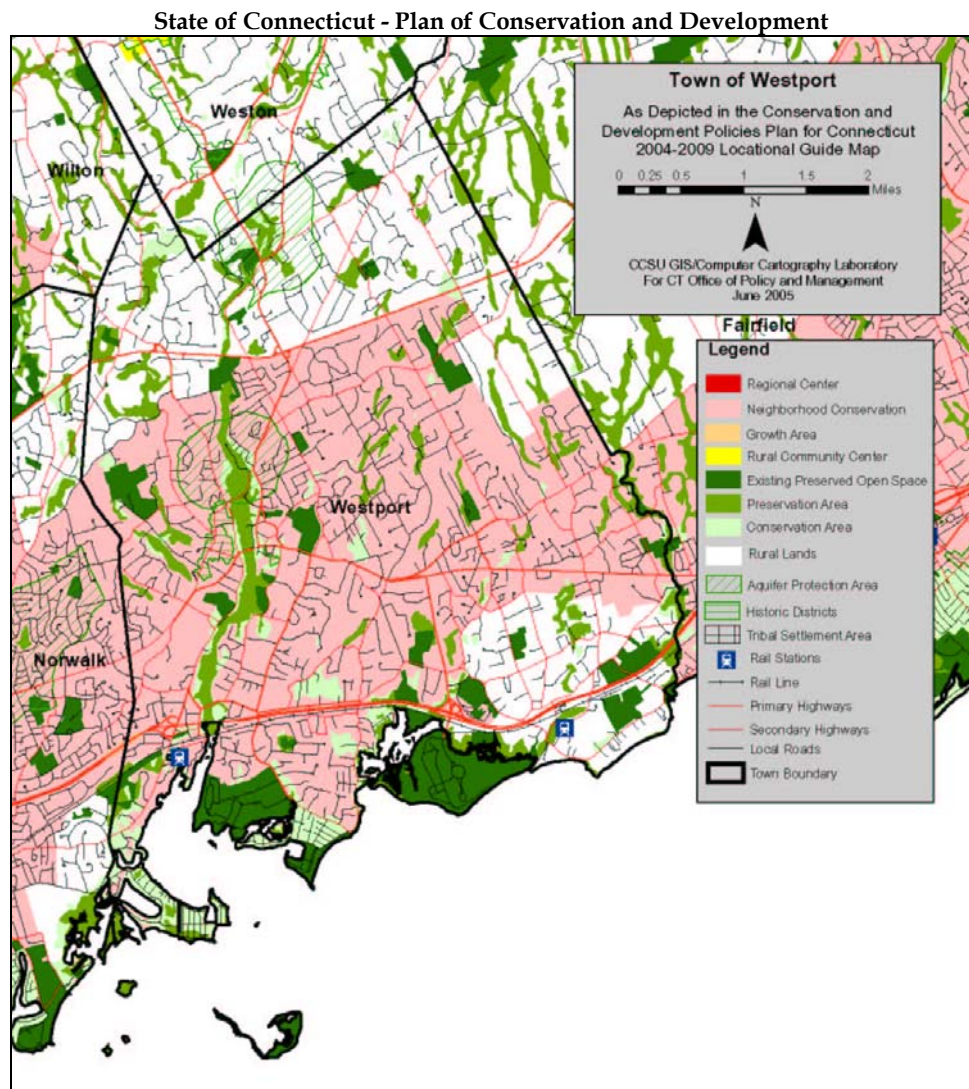 State of Connecticut - Plan of Conservation and Development
Town of Westport
As Depicted in the Conservation and
Development Policies Plan for Connecticut
2004-2009 Locational Guide Map
0 0.25 0.5 1 2
Miles
N
CCSU GIS/Computer Cartography Laboratory
For CT Office of Policy and Management
June 2005
Weston
Wilton
Fairfield
Westport
Norwalk
Legend
Regional Center
Neighborhood Conservation
Growth Area
Rural Community Center
Existing Preserved Open Space
Preservation Area
Conservation Area
Rural Lands
Aquifer Protection Area
Historic Districts
Tribal Settlement Area
Rail Stations
Rail Line
Primary Highways
Secondary Highways
Local Roads
Town Boundary